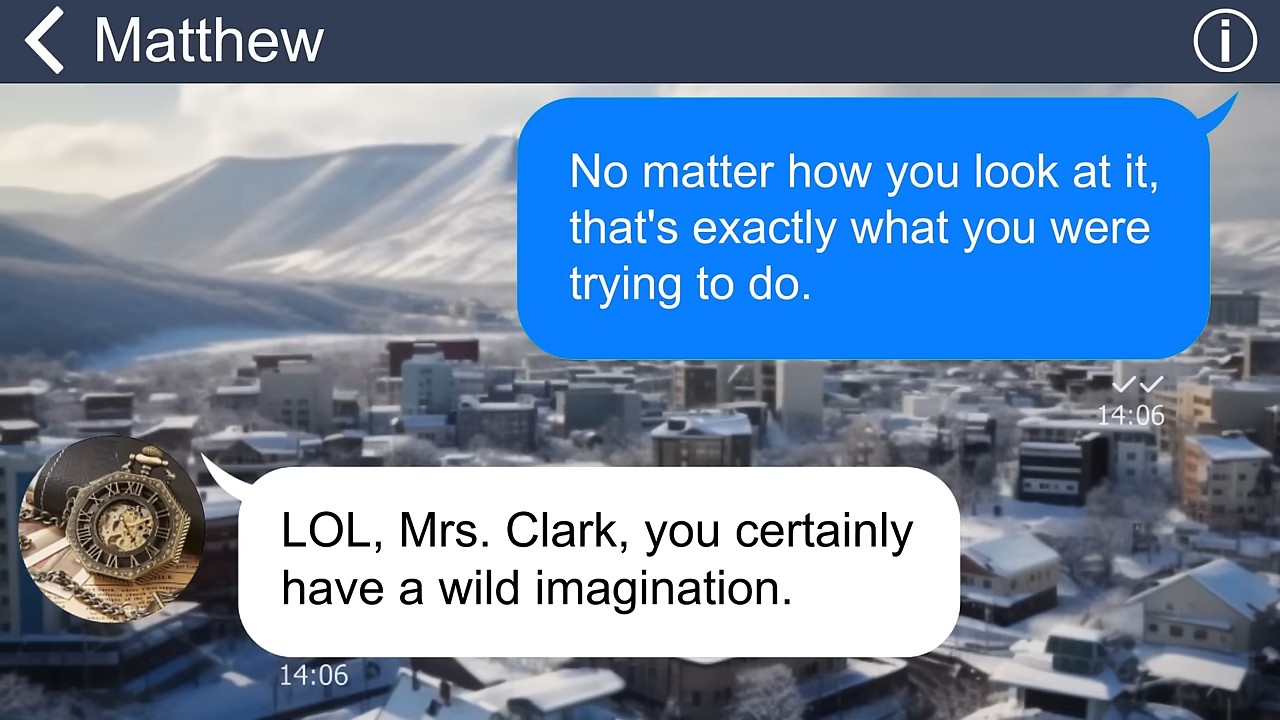 Matthew
No matter how you look at it,
that's exactly what you were
trying to do.
14:06
LOL, Mrs. Clark, you certainly
have a wild imagination.
14:06